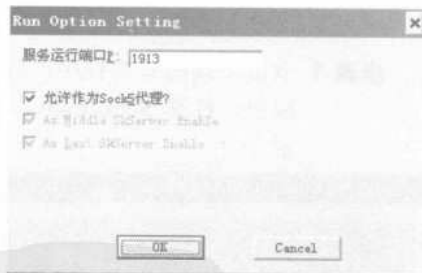 Run Option Setting
服务运行端口P: 1913
允许作为Sock5代理?
As Middle SkServer Enable
As Last SkServer Enable
OK Cancel